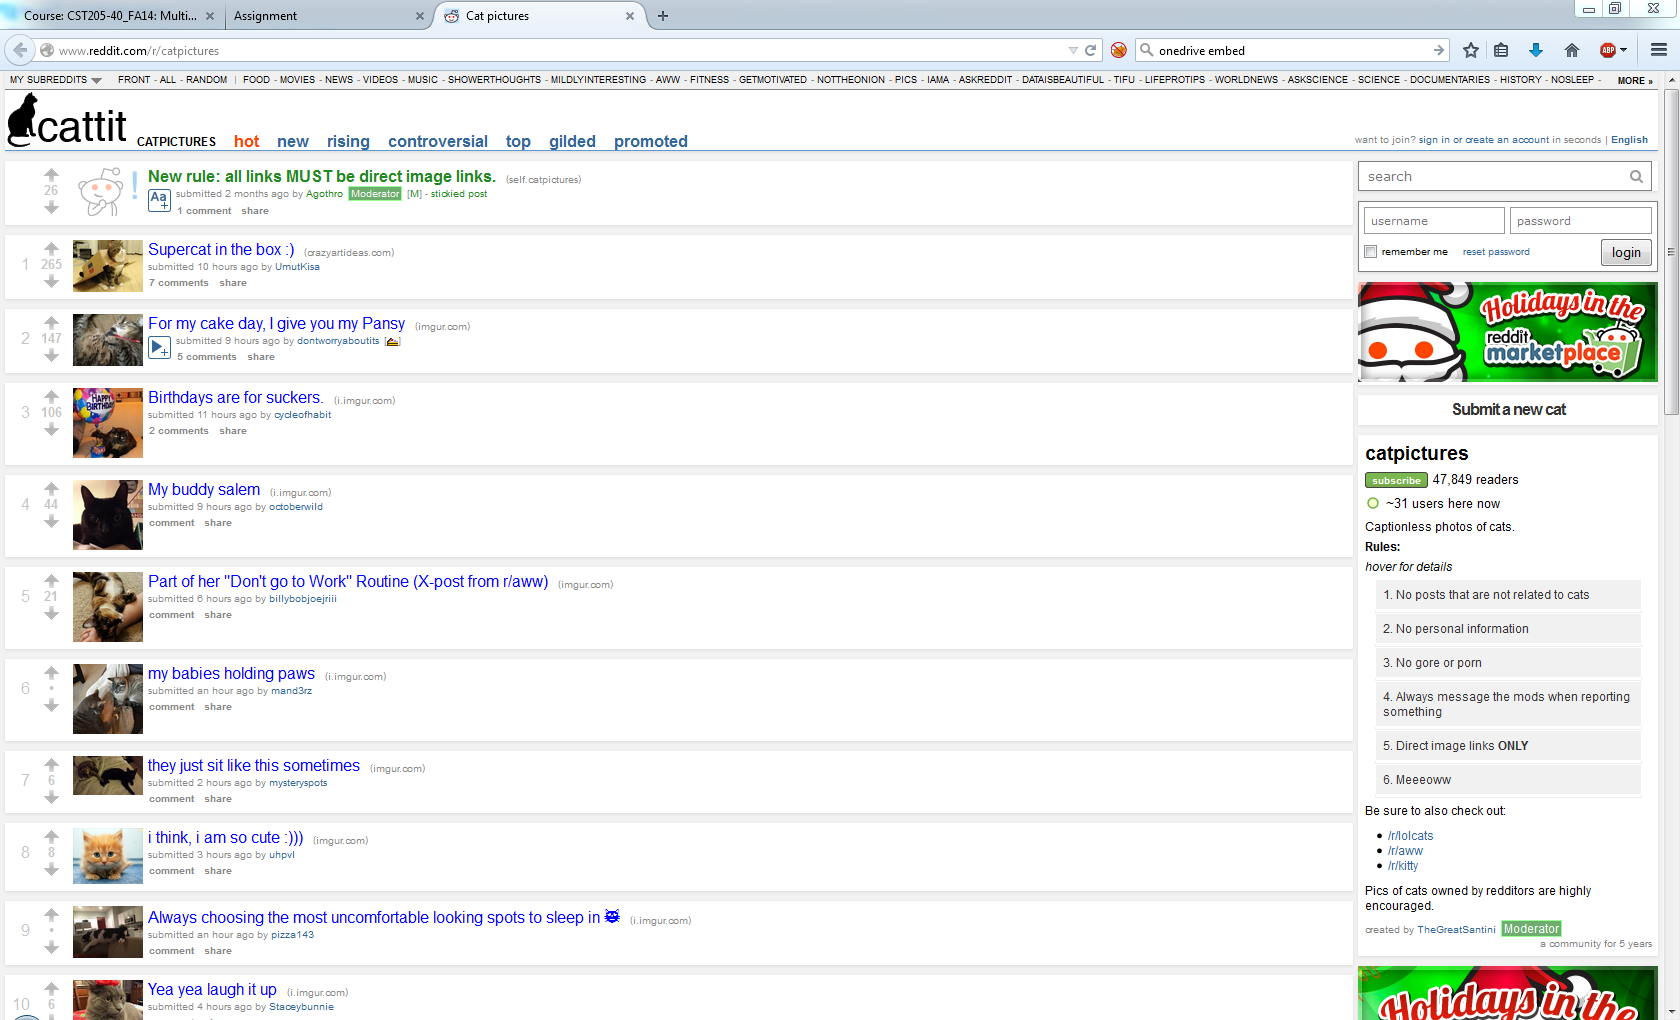 Course: CST205-40_FA14: Multi...
Assignment
Cat pictures
www.reddit.com/r/catpictures
onedrive embed
ABP
MY SUBREDDITS FRONT - ALL - RANDOM | FOOD - MOVIES - NEWS - VIDEOS - MUSIC - SHOWERTHOUGHTS - MILDLYINTERESTING - AWW - FITNESS - GETMOTIVATED - NOTTHEONION - PICS - IAMA - ASKREDDIT - DATAISBEAUTIFUL - TIFU - LIFEPROTIPS - WORLDNEWS - ASKSCIENCE - SCIENCE - DOCUMENTARIES - HISTORY - NOSLEEP - MORE »
cattit CATPICTURES hot new rising controversial top gilded promoted
want to join? sign in or create an account in seconds | English
26
New rule: all links MUST be direct image links. (self.catpictures)
Aa+
submitted 2 months ago by Agothro Moderator [M] - stickied post
1 comment share
1
265
Supercat in the box :) (crazyartideas.com)
submitted 10 hours ago by UmutKisa
7 comments share
2
147
For my cake day, I give you my Pansy (imgur.com)
submitted 9 hours ago by dontworryaboutits
5 comments share
3
106
HAPPY BIRTHDAY
Birthdays are for suckers. (i.imgur.com)
submitted 11 hours ago by cycleofhabit
2 comments share
4
44
My buddy salem (i.imgur.com)
submitted 9 hours ago by octoberwild
comment share
5
21
Part of her "Don't go to Work" Routine (X-post from r/aww) (imgur.com)
submitted 6 hours ago by billybobjoejriii
comment share
6
•
my babies holding paws (i.imgur.com)
submitted an hour ago by mand3rz
comment share
7
6
they just sit like this sometimes (imgur.com)
submitted 2 hours ago by mysteryspots
comment share
8
8
i think, i am so cute :))) (imgur.com)
submitted 3 hours ago by uhpvl
comment share
9
•
Always choosing the most uncomfortable looking spots to sleep in (i.imgur.com)
submitted an hour ago by pizza143
comment share
10
6
Yea yea laugh it up (i.imgur.com)
submitted 4 hours ago by Staceybunnie
search
username password
remember me reset password login
Holidays in the
reddit
marketplace
Submit a new cat
catpictures
subscribe 47,849 readers
~31 users here now
Captionless photos of cats.
Rules:
hover for details
1. No posts that are not related to cats
2. No personal information
3. No gore or porn
4. Always message the mods when reporting
something
5. Direct image links ONLY
6. Meeeoww
Be sure to also check out:
• /r/lolcats
• /r/aww
• /r/kitty
Pics of cats owned by redditors are highly
encouraged.
created by TheGreatSantini Moderator
a community for 5 years
Holidays in the